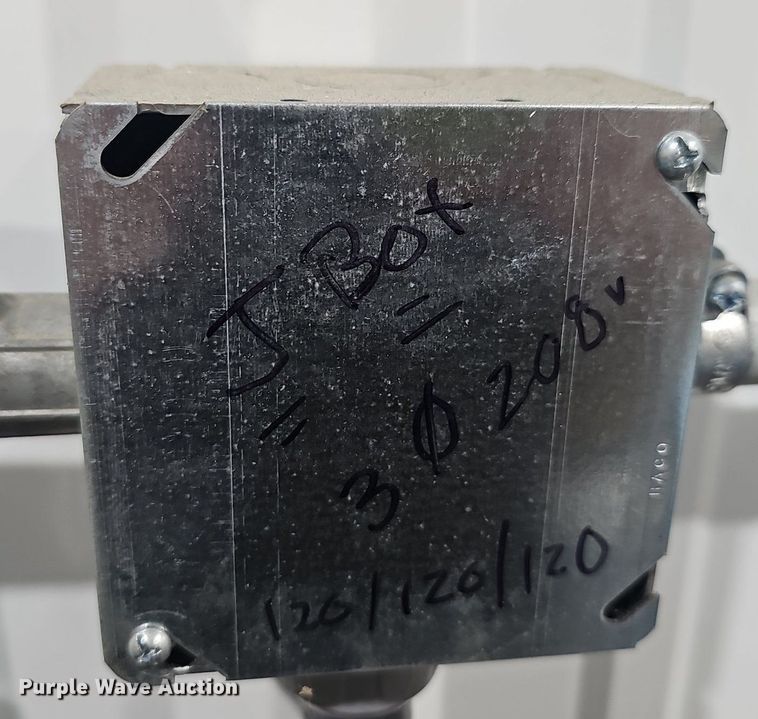 J Box
= =
3 Ø 208v
120/120/120
RACO
Purple Wave Auction